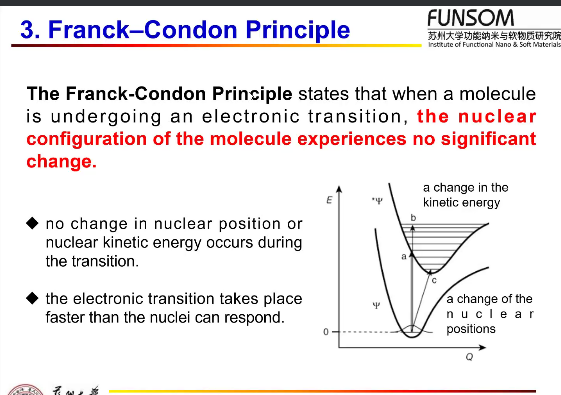 3. Franck–Condon Principle
FUNSOM
苏州大学功能纳米与软物质研究院
Institute of Functional Nano & Soft Materials
The Franck-Condon Principle states that when a molecule
is undergoing an electronic transition, the nuclear
configuration of the molecule experiences no significant
change.
◆ no change in nuclear position or
nuclear kinetic energy occurs during
the transition.
◆ the electronic transition takes place
faster than the nuclei can respond.
a change in the
kinetic energy
E
*Ψ
b
a
c
Ψ
a change of the
nuclear
positions
0
Q